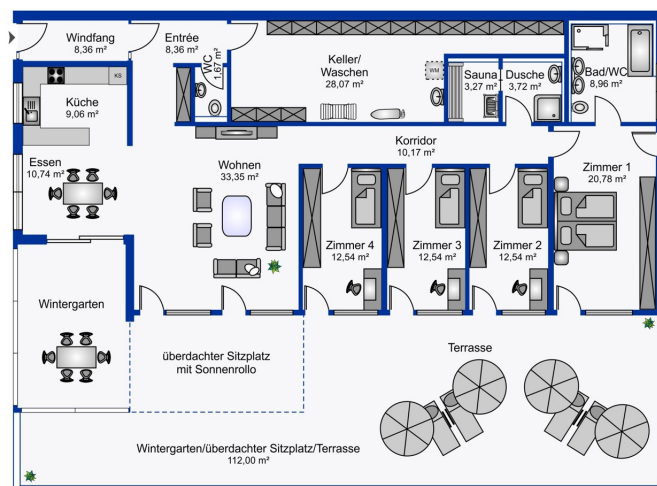 Windfang
8,36 m²
Entrée
8,36 m²
WC
1,67 m²
Keller/
Waschen
28,07 m²
WM
Sauna
3,27 m²
Dusche
3,72 m²
Bad/WC
8,96 m²
KS
Küche
9,06 m²
Essen
10,74 m²
Wohnen
33,35 m²
Korridor
10,17 m²
Zimmer 1
20,78 m²
Zimmer 4
12,54 m²
Zimmer 3
12,54 m²
Zimmer 2
12,54 m²
Wintergarten
überdachter Sitzplatz
mit Sonnenrollo
Terrasse
Wintergarten/überdachter Sitzplatz/Terrasse
112,00 m²